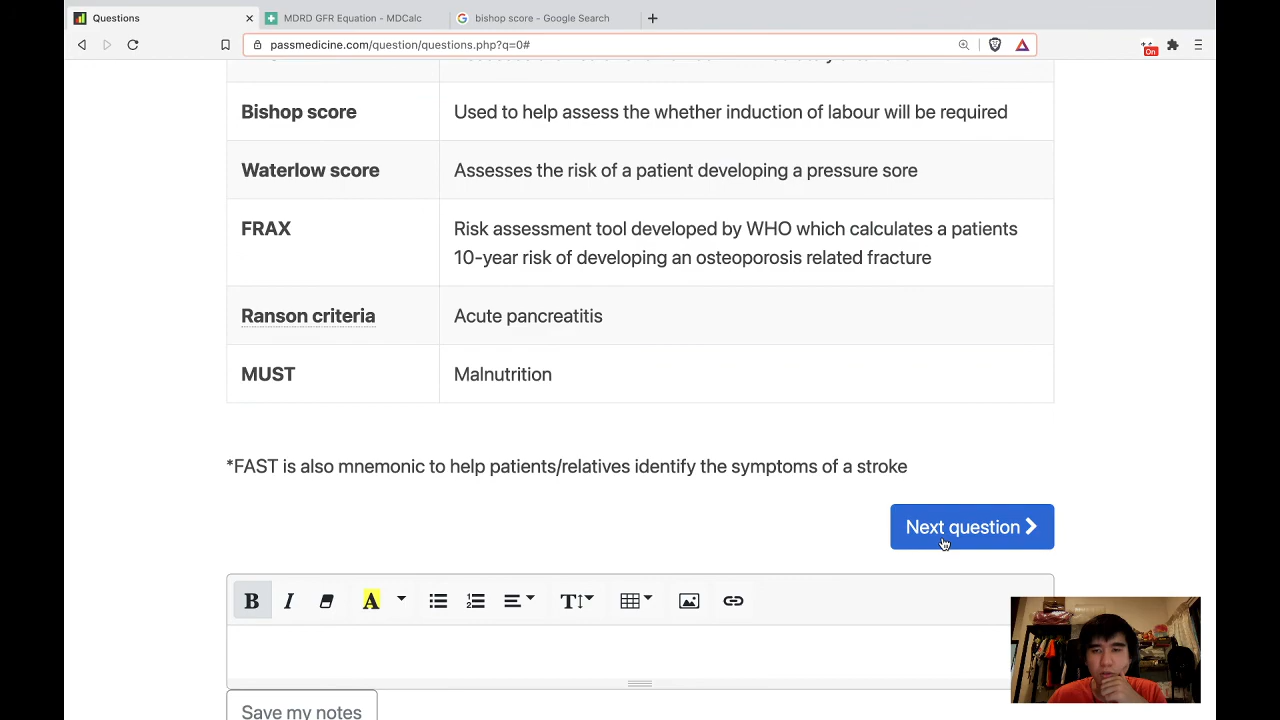 Questions
MDRD GFR Equation - MDCalc
bishop score - Google Search
passmedicine.com/question/questions.php?q=0#
On
Bishop score
Used to help assess the whether induction of labour will be required
Waterlow score
Assesses the risk of a patient developing a pressure sore
FRAX
Risk assessment tool developed by WHO which calculates a patients
10-year risk of developing an osteoporosis related fracture
Ranson criteria
Acute pancreatitis
MUST
Malnutrition
*FAST is also mnemonic to help patients/relatives identify the symptoms of a stroke
Next question
B I A T
Save my notes